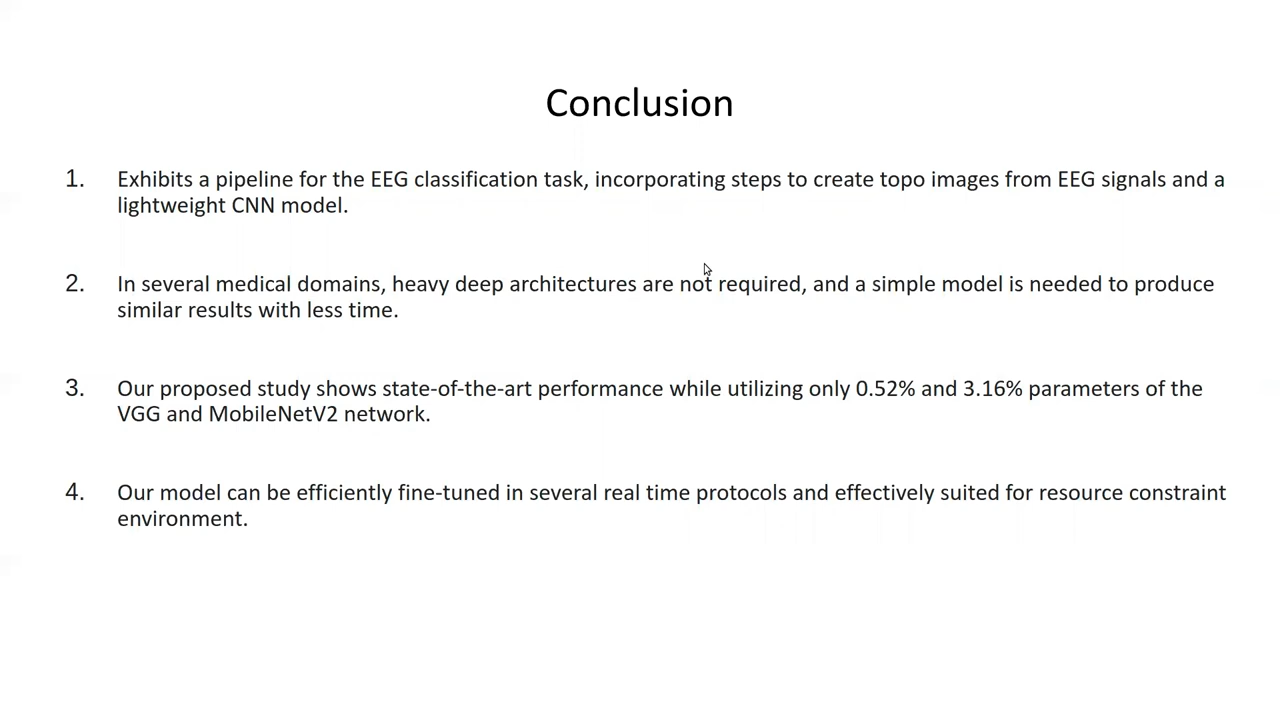 Conclusion
1. Exhibits a pipeline for the EEG classification task, incorporating steps to create topo images from EEG signals and a
lightweight CNN model.
2. In several medical domains, heavy deep architectures are not required, and a simple model is needed to produce
similar results with less time.
3. Our proposed study shows state-of-the-art performance while utilizing only 0.52% and 3.16% parameters of the
VGG and MobileNetV2 network.
4. Our model can be efficiently fine-tuned in several real time protocols and effectively suited for resource constraint
environment.